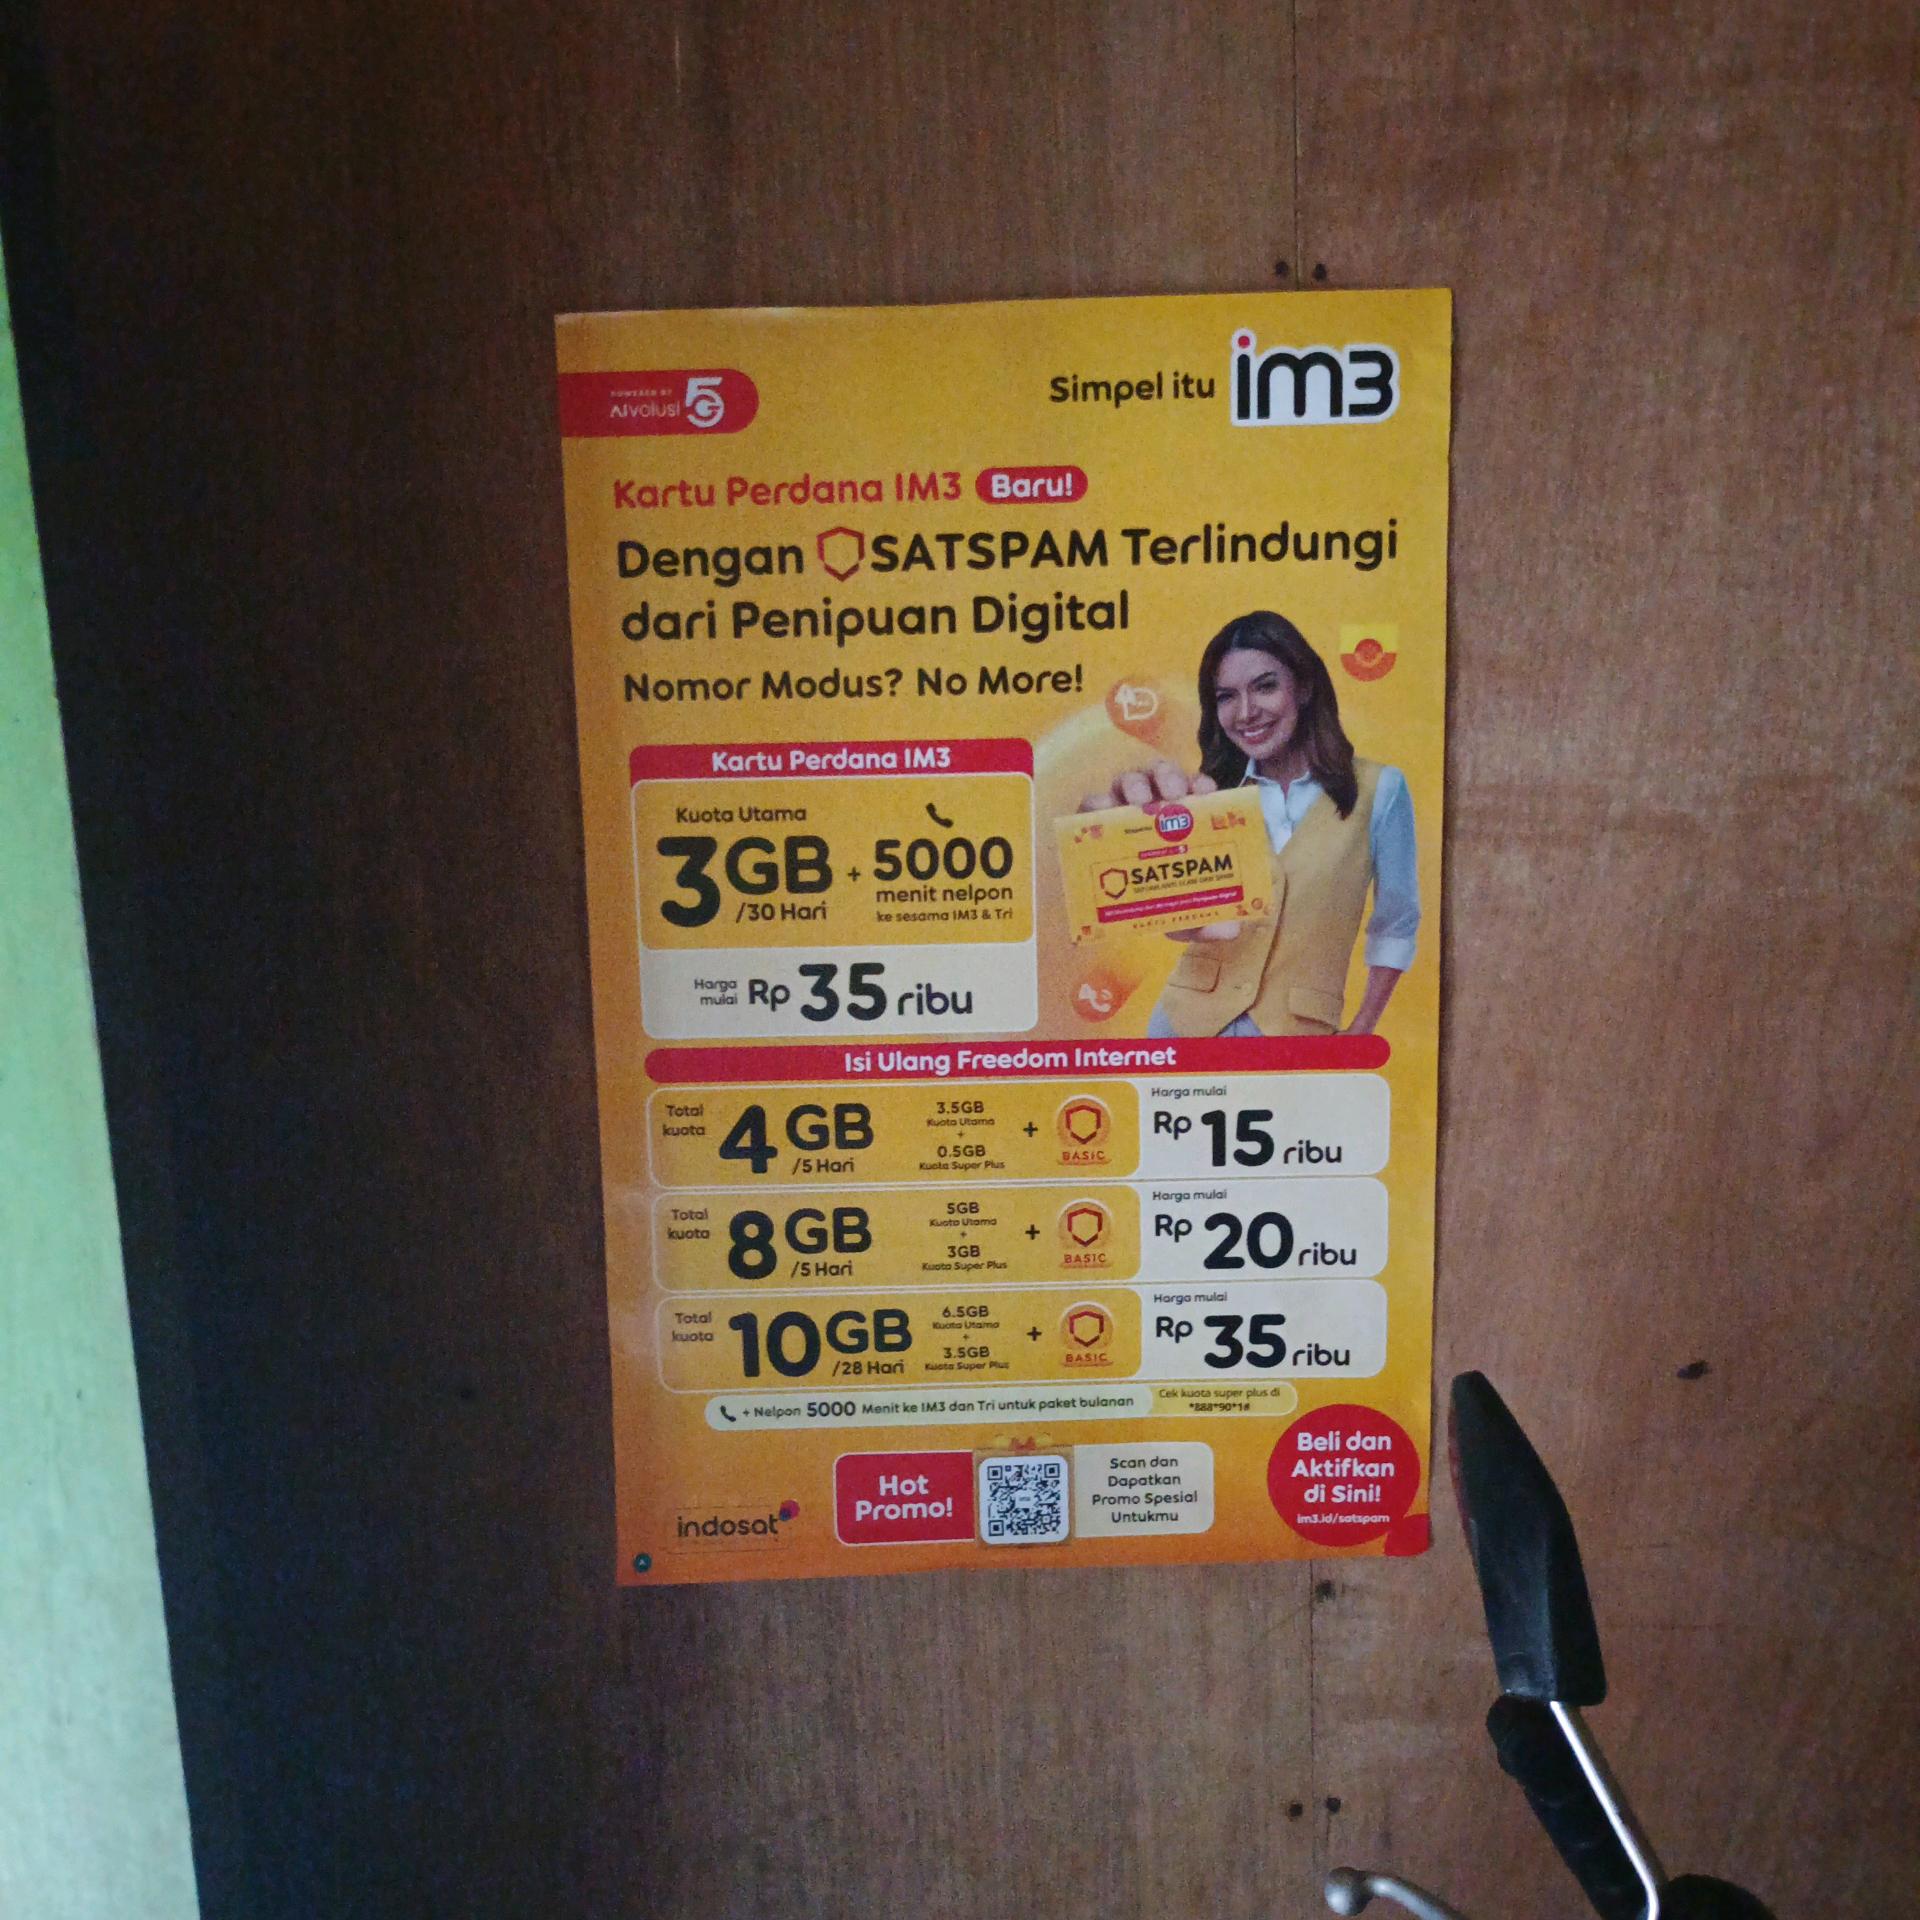 POWERED BY
AIvolusi5G
Simpel itu im3
Kartu Perdana IM3 Baru!
Dengan SATSPAM Terlindungi
dari Penipuan Digital
Nomor Modus? No More!
Kartu Perdana IM3
Kuota Utama
3GB
/30 Hari
+
5000
menit nelpon
ke sesama IM3 & Tri
Harga mulai Rp 35 ribu
im3
SATSPAM
Isi Ulang Freedom Internet
Total kuota 4GB /5 Hari
3.5GB
Kuota Utama
+
0.5GB
Kuota Super Plus
+ BASIC
Harga mulai
Rp 15 ribu
Total kuota 8GB /5 Hari
5GB
Kuota Utama
+
3GB
Kuota Super Plus
+ BASIC
Harga mulai
Rp 20 ribu
Total kuota 10GB /28 Hari
6.5GB
Kuota Utama
+
3.5GB
Kuota Super Plus
+ BASIC
Harga mulai
Rp 35 ribu
+ Nelpon 5000 Menit ke IM3 dan Tri untuk paket bulanan
Cek kuota super plus di
*888*90*1#
indosat
Hot
Promo!
Scan dan
Dapatkan
Promo Spesial
Untukmu
Beli dan
Aktifkan
di Sini!
im3.id/satspam